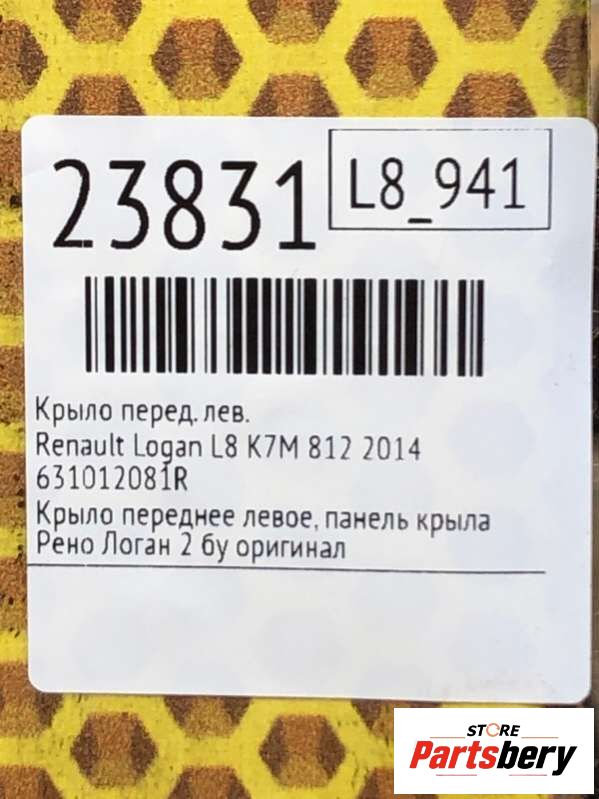 23831
L8_941
Крыло перед. лев.
Renault Logan L8 K7M 812 2014
631012081R
Крыло переднее левое, панель крыла
Рено Логан 2 бу оригинал
STORE
Partsbery